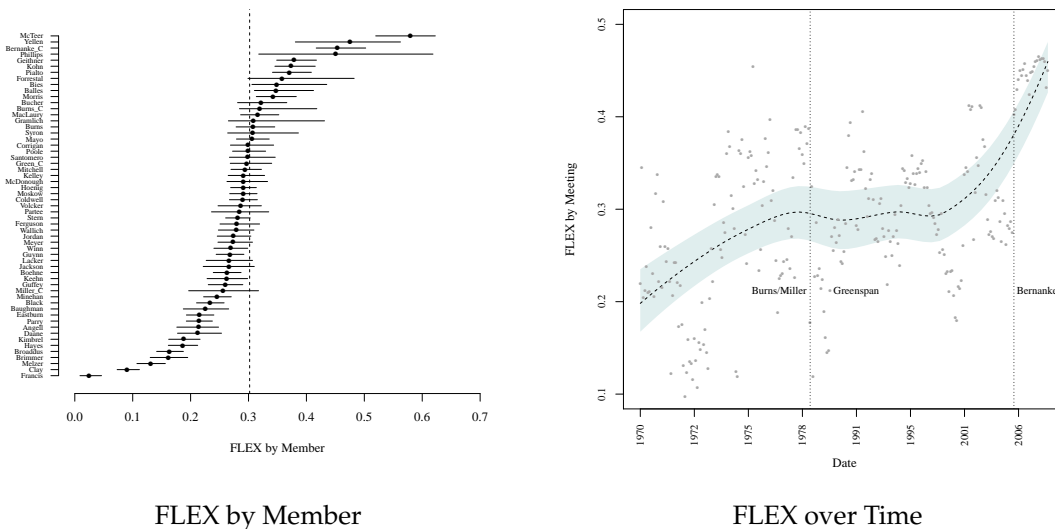 McTeer
Yellen
Bernanke_C
Phillips
Geithner
Kohn
Pialto
Forrestal
Bies
Balles
Morris
Bucher
Burns_C
MacLaury
Gramlich
Burns
Syron
Mayo
Corrigan
Poole
Santomero
Green_C
Mitchell
Kelley
McDonough
Hoenig
Moskow
Coldwell
Volcker
Partee
Stern
Ferguson
Wallich
Jordan
Meyer
Winn
Guynn
Lacker
Jackson
Boehne
Keehn
Guffey
Miller_C
Minehan
Black
Baughman
Eastburn
Parry
Angell
Daane
Kimbrel
Hayes
Broaddus
Brimmer
Melzer
Clay
Francis
0.0 0.1 0.2 0.3 0.4 0.5 0.6 0.7
FLEX by Member
FLEX by Member
0.5
0.4
0.3
0.2
0.1
FLEX by Meeting
Burns/Miller Greenspan Bernanke
1970 1972 1975 1978 1991 1995 2001 2006
Date
FLEX over Time